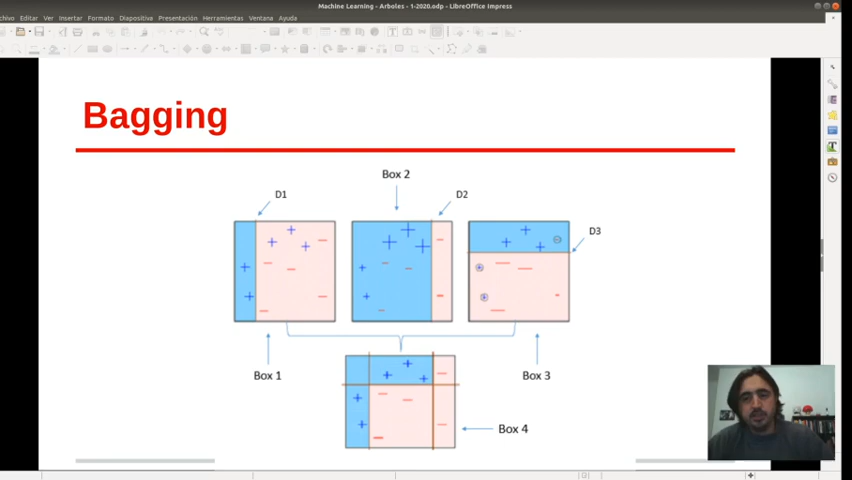 Machine Learning - Arboles - 1-2020.odp - LibreOffice Impress
Editar Ver Insertar Formato Diapositiva Presentación Herramientas Ventana Ayuda
Bagging
Box 2
D1
D2
D3
Box 1
Box 3
Box 4